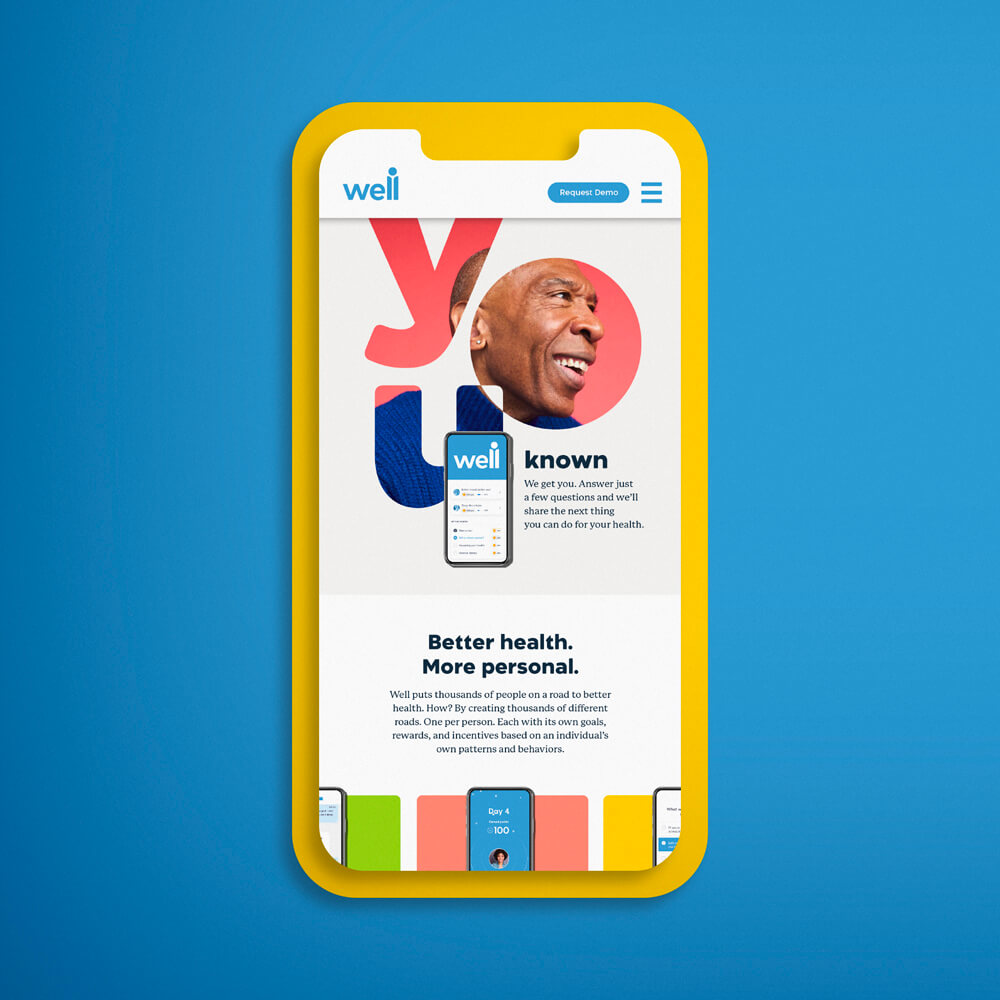 well
Request Demo
you
well
known
We get you. Answer just
a few questions and we'll
share the next thing
you can do for your health.
Better health.
More personal.
Well puts thousands of people on a road to better
health. How? By creating thousands of different
roads. One per person. Each with its own goals,
rewards, and incentives based on an individual's
own patterns and behaviors.
Day 4
100